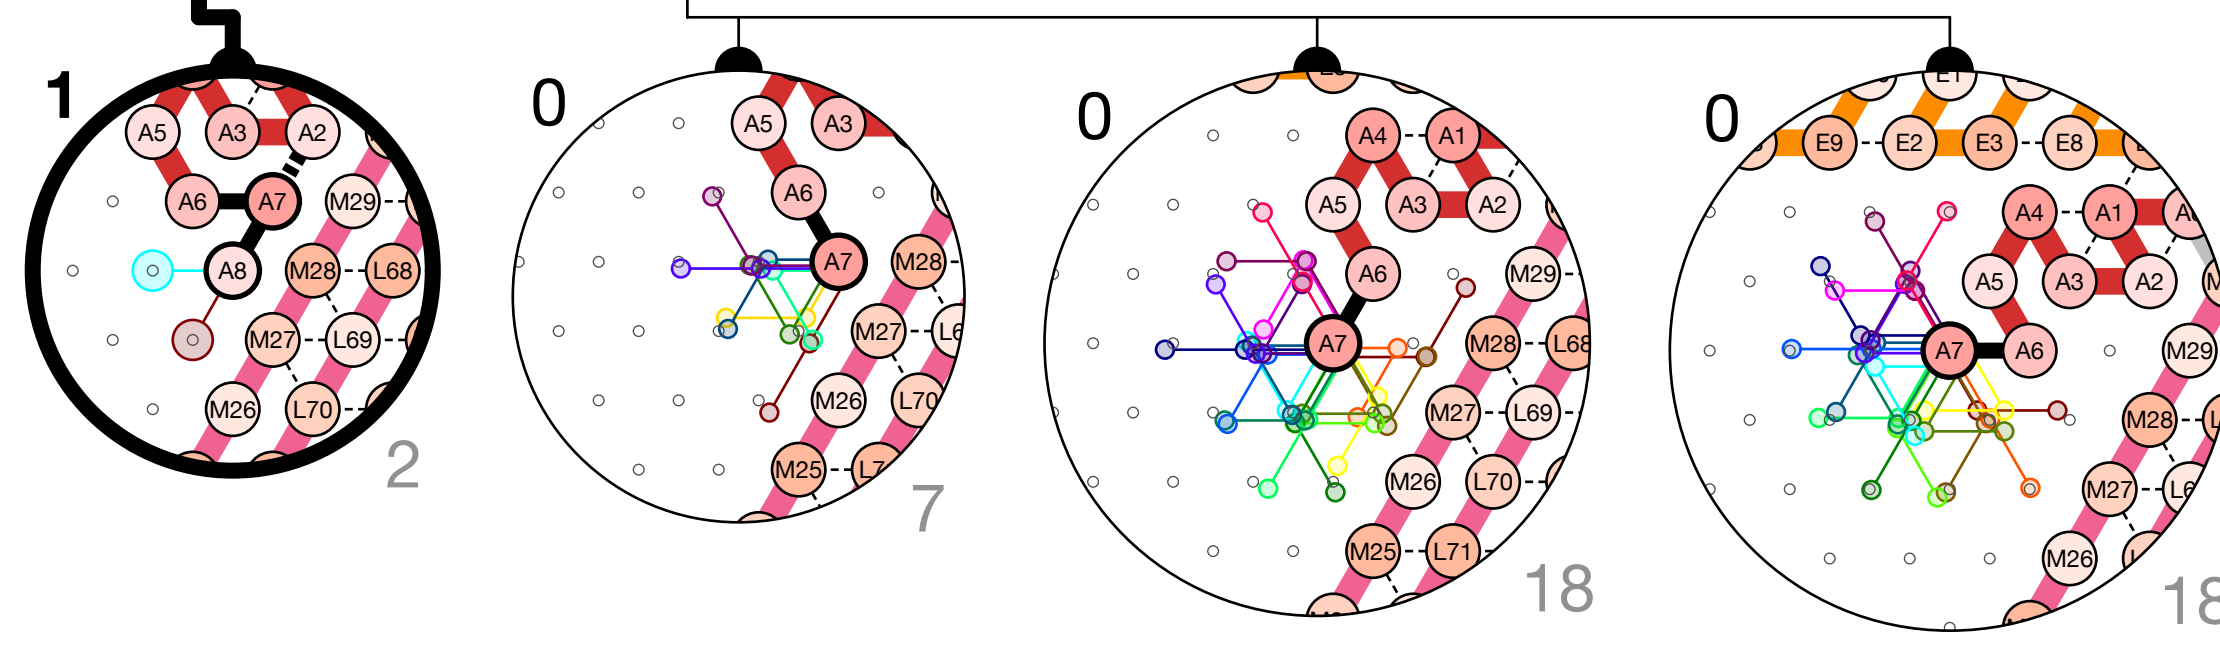 1
A5 A3 A2
A6 A7 M29
A8 M28 L68
M27 L69
M26 L70
2
0
A5 A3
A6
A7 M28
M27
M26 L70
M25
7
0
A4 A1
A5 A3 A2
A6 M29
A7 M28 L68
M27 L69
M26 L70
M25 L71
18
0
E1
E9 E2 E3 E8
A4 A1
A5 A3 A2
A7 A6 M29
M28
M27
M26
18